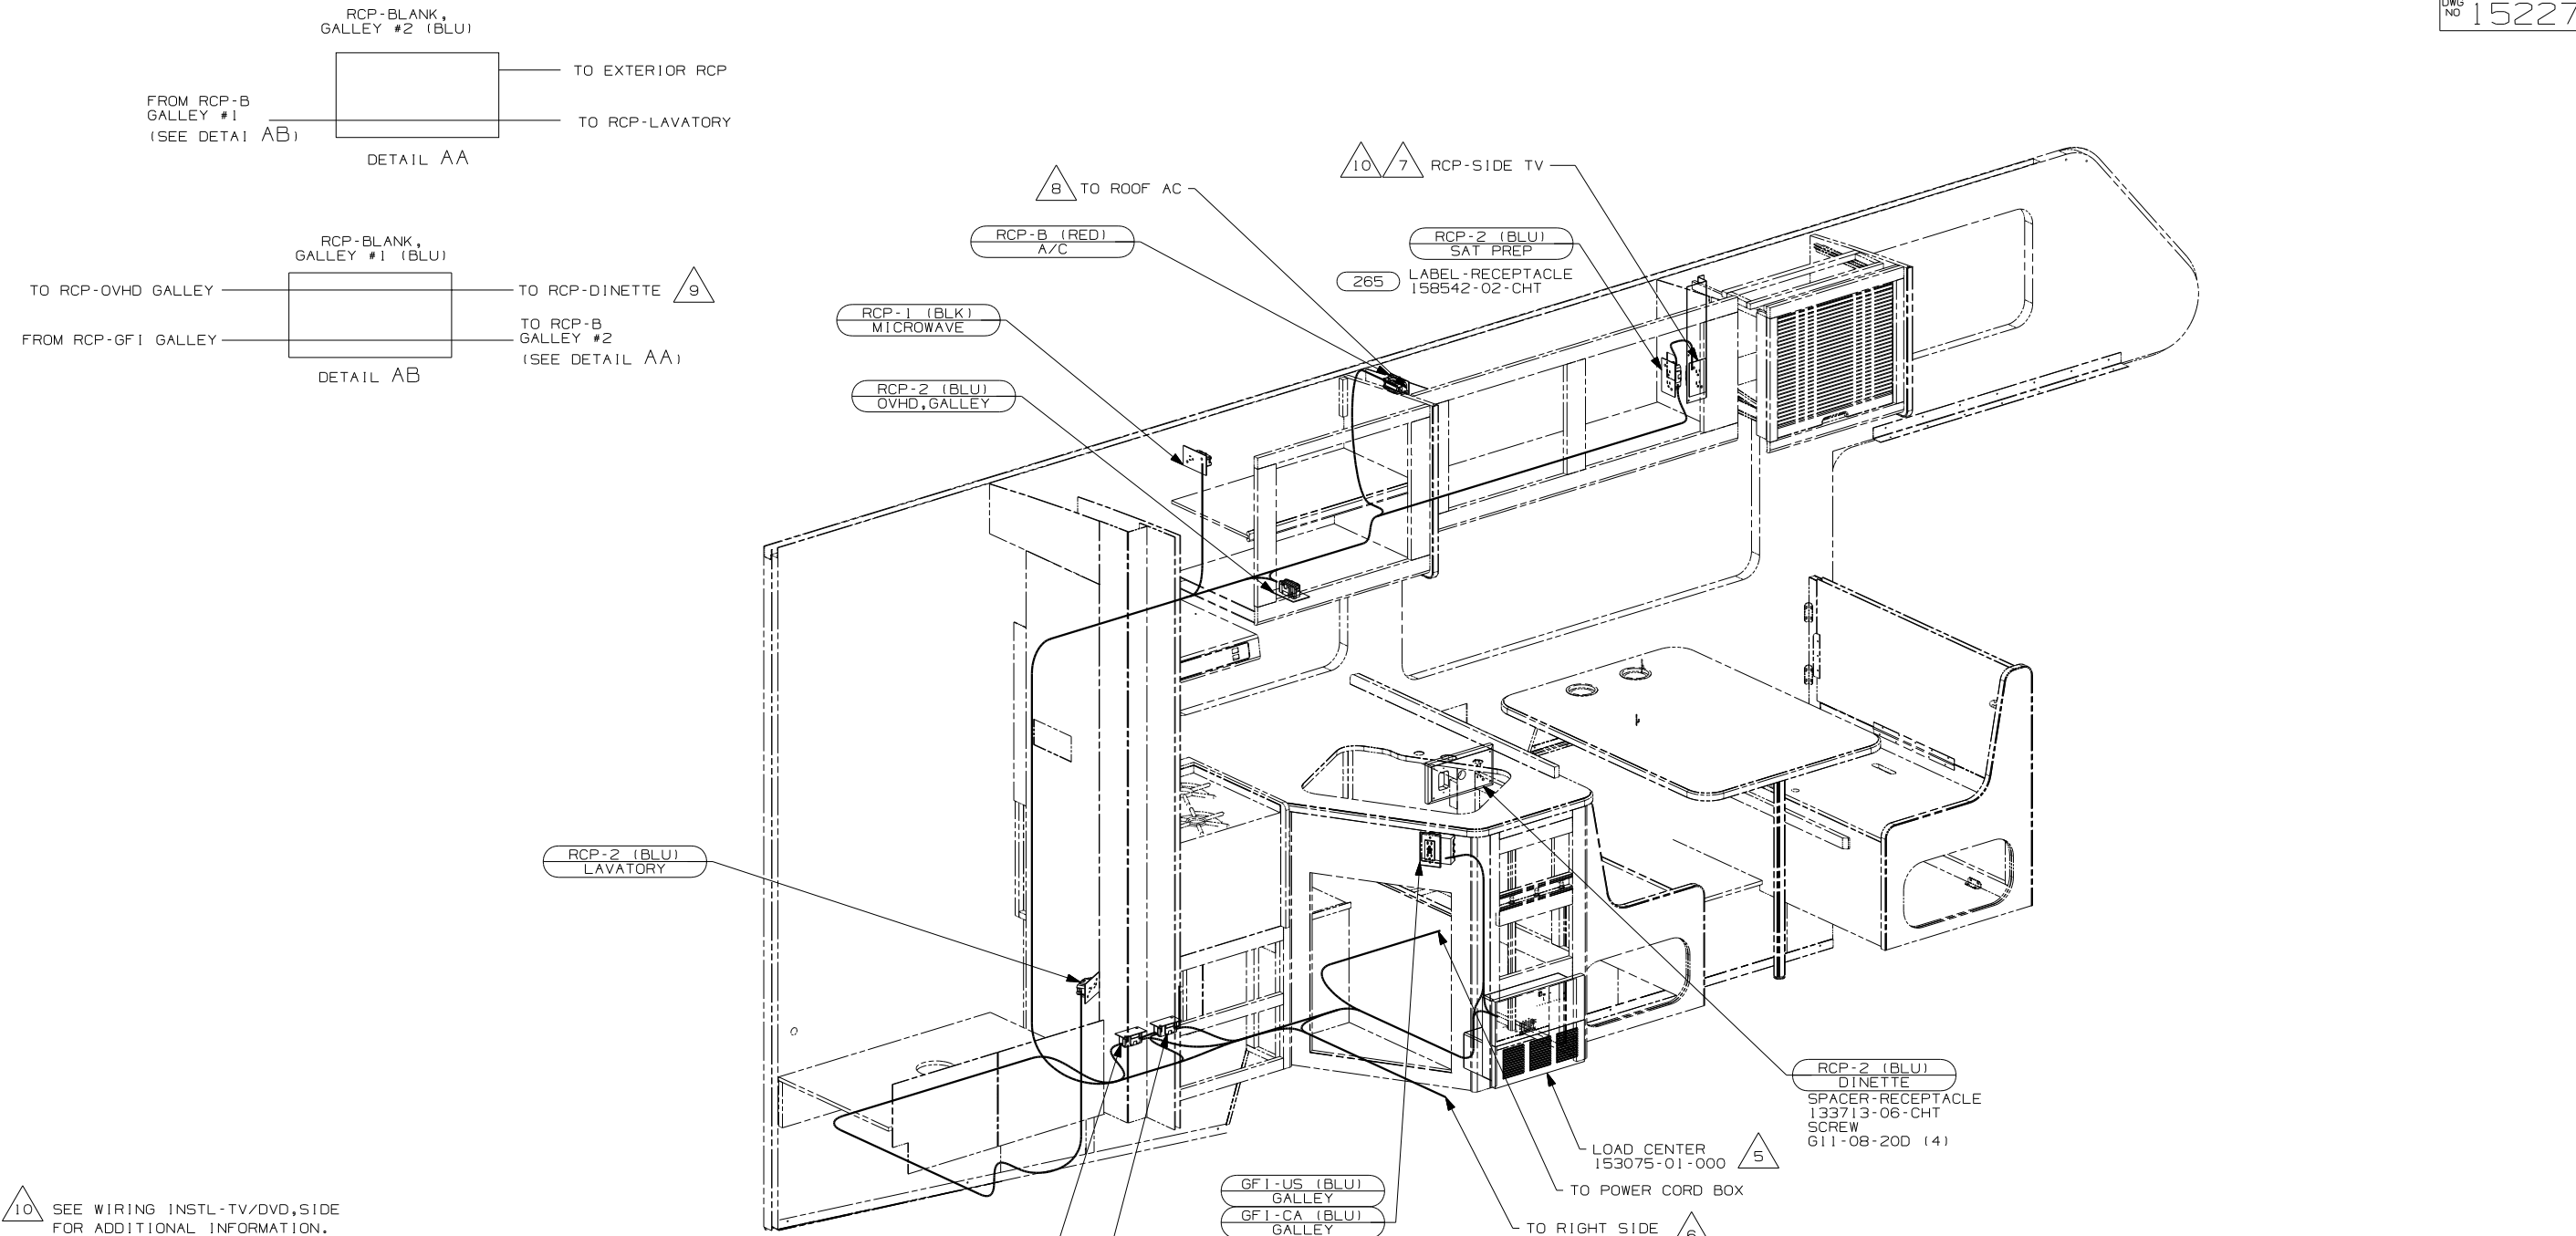 DWG
NO 15227
RCP-BLANK,
GALLEY #2 (BLU)
TO EXTERIOR RCP
FROM RCP-B
GALLEY #1
(SEE DETAI AB)
TO RCP-LAVATORY
DETAIL AA
RCP-BLANK,
GALLEY #1 (BLU)
TO RCP-OVHD GALLEY
TO RCP-DINETTE 9
FROM RCP-GFI GALLEY
TO RCP-B
GALLEY #2
(SEE DETAIL AA)
DETAIL AB
10 7 RCP-SIDE TV
8 TO ROOF AC
RCP-B (RED)
A/C
RCP-2 (BLU)
SAT PREP
265 LABEL-RECEPTACLE
158542-02-CHT
RCP-1 (BLK)
MICROWAVE
RCP-2 (BLU)
OVHD,GALLEY
RCP-2 (BLU)
LAVATORY
RCP-2 (BLU)
DINETTE
SPACER-RECEPTACLE
133713-06-CHT
SCREW
G11-08-20D (4)
LOAD CENTER
153075-01-000 5
TO POWER CORD BOX
GFI-US (BLU)
GALLEY
GFI-CA (BLU)
GALLEY
TO RIGHT SIDE 6
10 SEE WIRING INSTL-TV/DVD,SIDE
FOR ADDITIONAL INFORMATION.